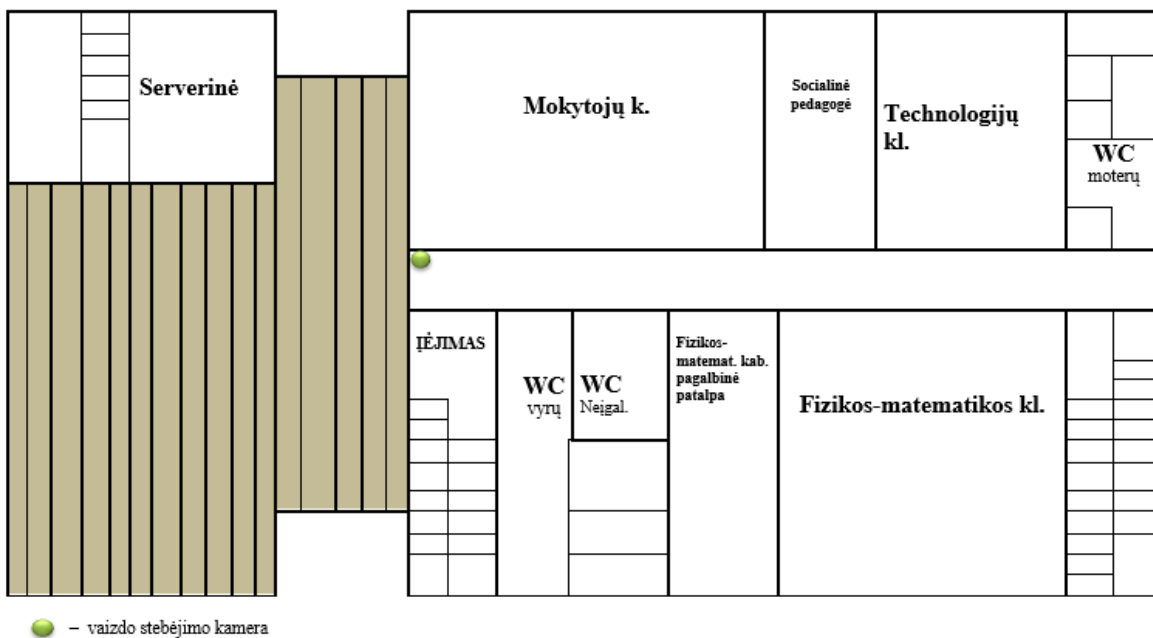 Serverinė
Mokytojų k.
Socialinė
pedagogė
Technologijų
kl.
WC
moterų
ĮĖJIMAS
WC
vyrų
WC
Neįgal.
Fizikos-
matemat. kab.
pagalbinė
patalpa
Fizikos-matematikos kl.
– vaizdo stebėjimo kamera